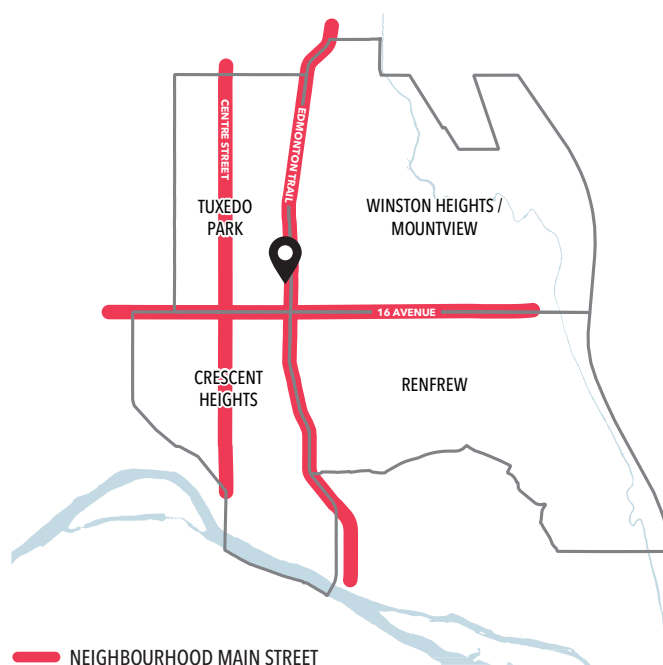 CENTRE STREET
EDMONTON TRAIL
TUXEDO
PARK
WINSTON HEIGHTS /
MOUNTVIEW
16 AVENUE
CRESCENT
HEIGHTS
RENFREW
NEIGHBOURHOOD MAIN STREET